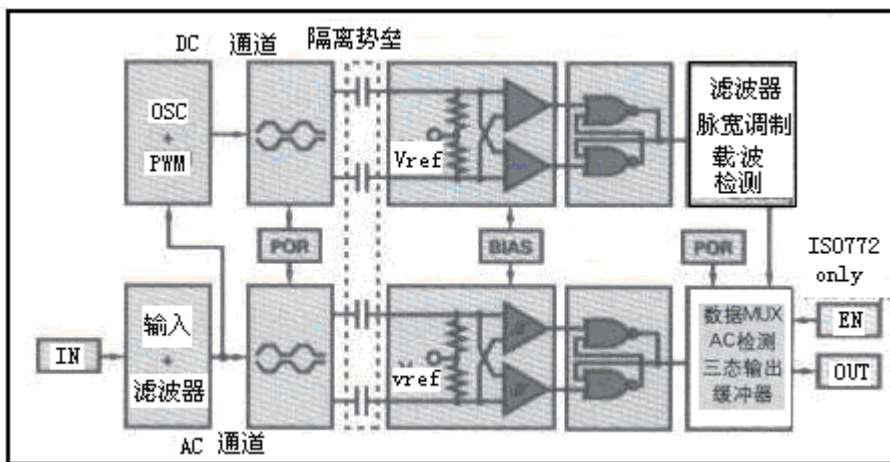 DC 通道
隔离势垒
OSC
+
PWM
Vref
滤波器
脉宽调制
载波
检测
POR
BIAS
POR
ISO772
only
IN
输入
+
滤波器
vref
数据MUX
AC检测
三态输出
缓冲器
EN
OUT
AC 通道